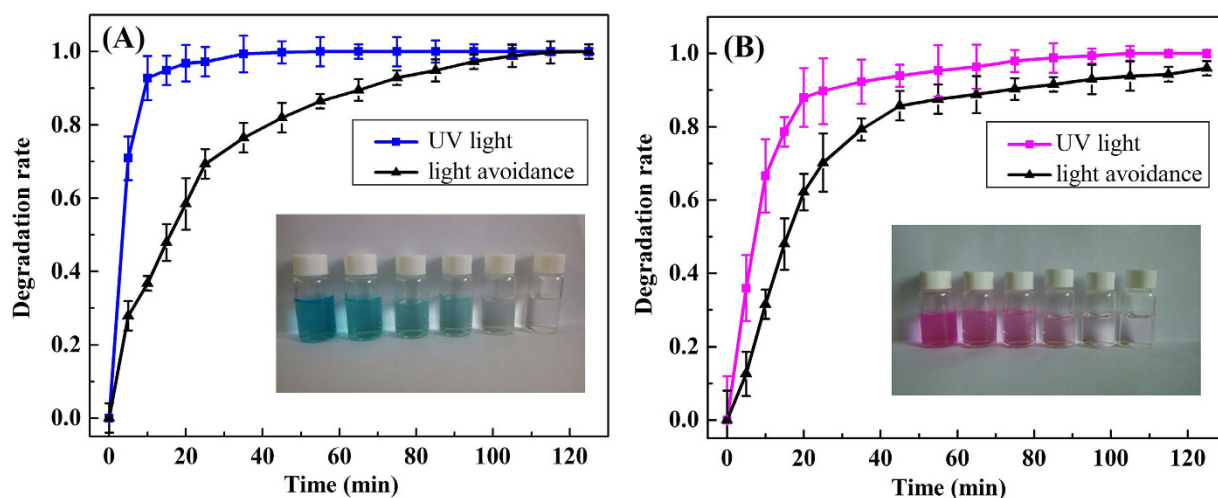 (A)
1.0
0.8
0.6
0.4
0.2
0.0
Degradation rate
UV light
light avoidance
0 20 40 60 80 100 120
Time (min)
(B)
1.0
0.8
0.6
0.4
0.2
0.0
Degradation rate
UV light
light avoidance
0 20 40 60 80 100 120
Time (min)